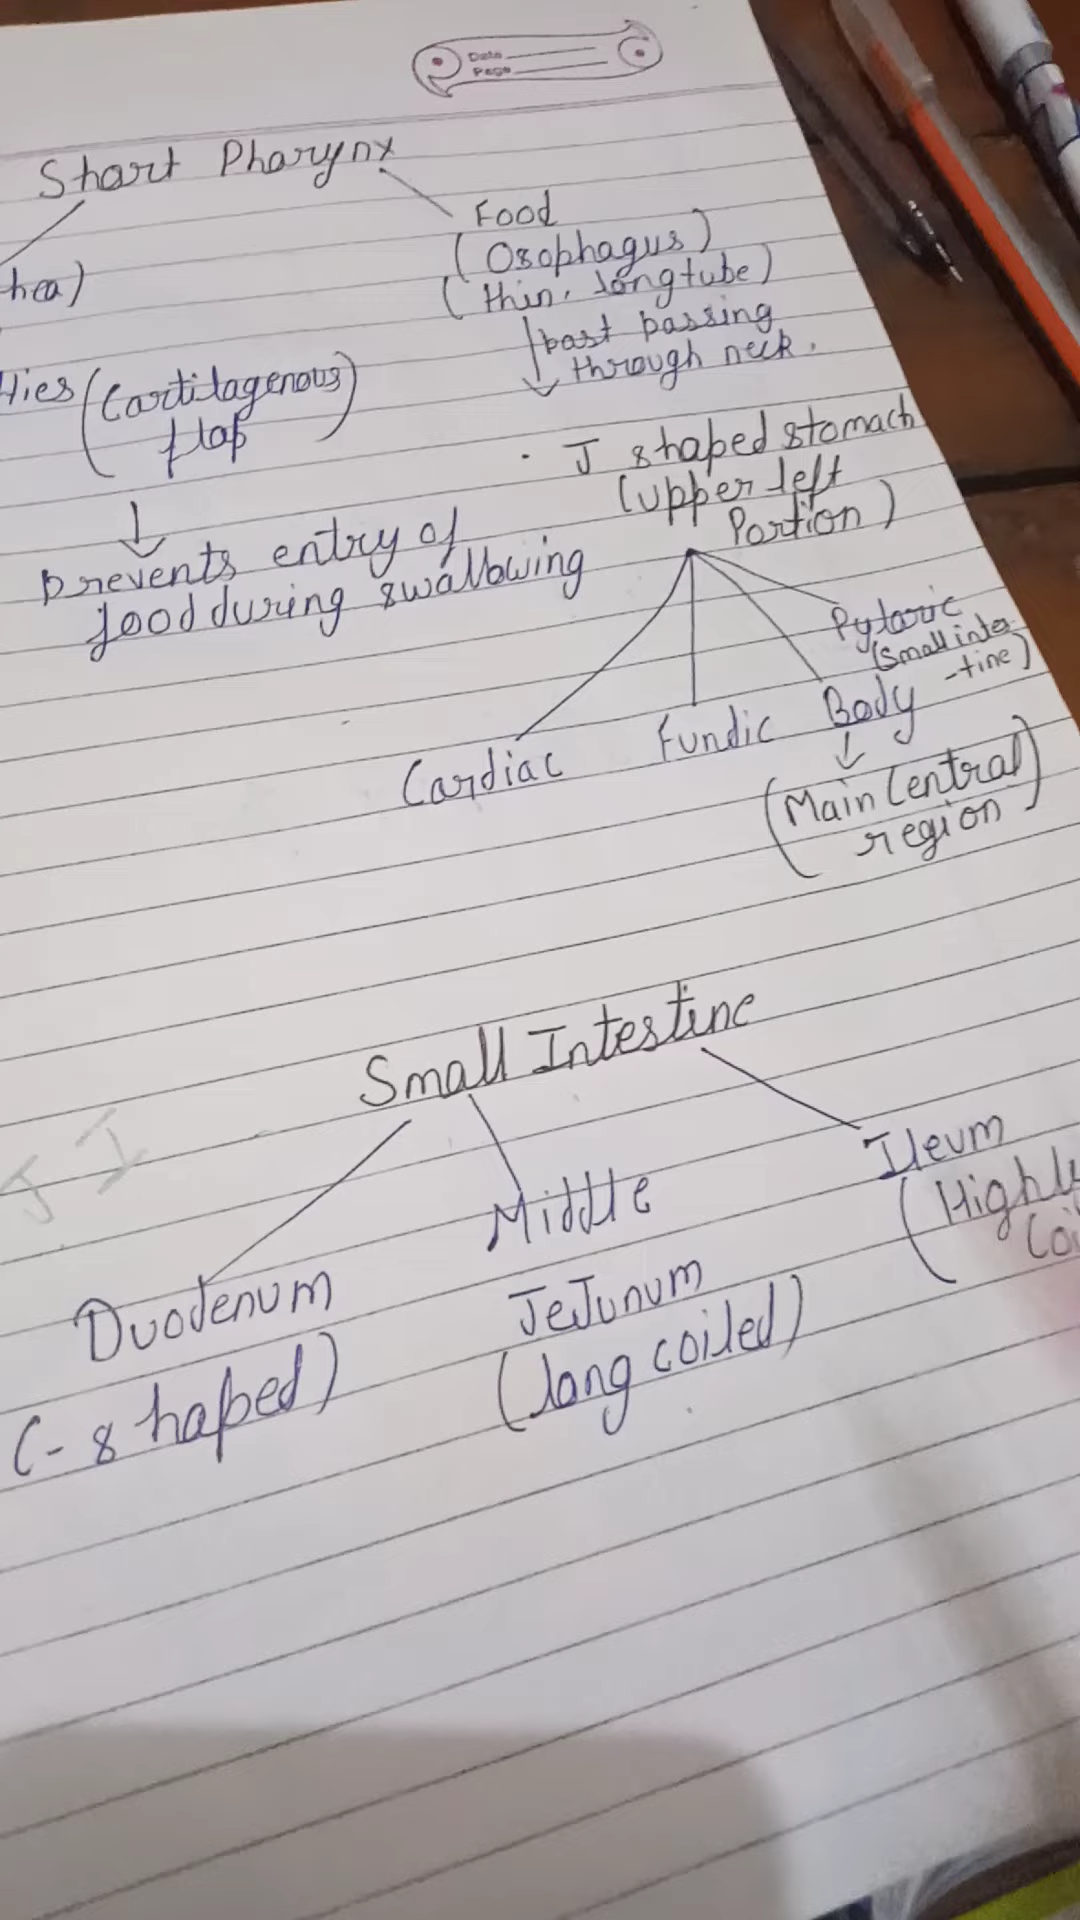 Date
Page
Short Pharynx
Food
(Osophagus)
(thin, long tube)
past passing
through neck.
(Cartilagenous)
flap
Prevents entry of
food during swallowing
J shaped stomach
(upper left
Portion)
Cardiac
Fundic
Body
(Main Central
region)
Pyloric
(Small intes
-tine)
Small Intestine
Duodenum
C-shaped)
Middle
JeJunum
(long coiled)
Ileum
(Highly
J I